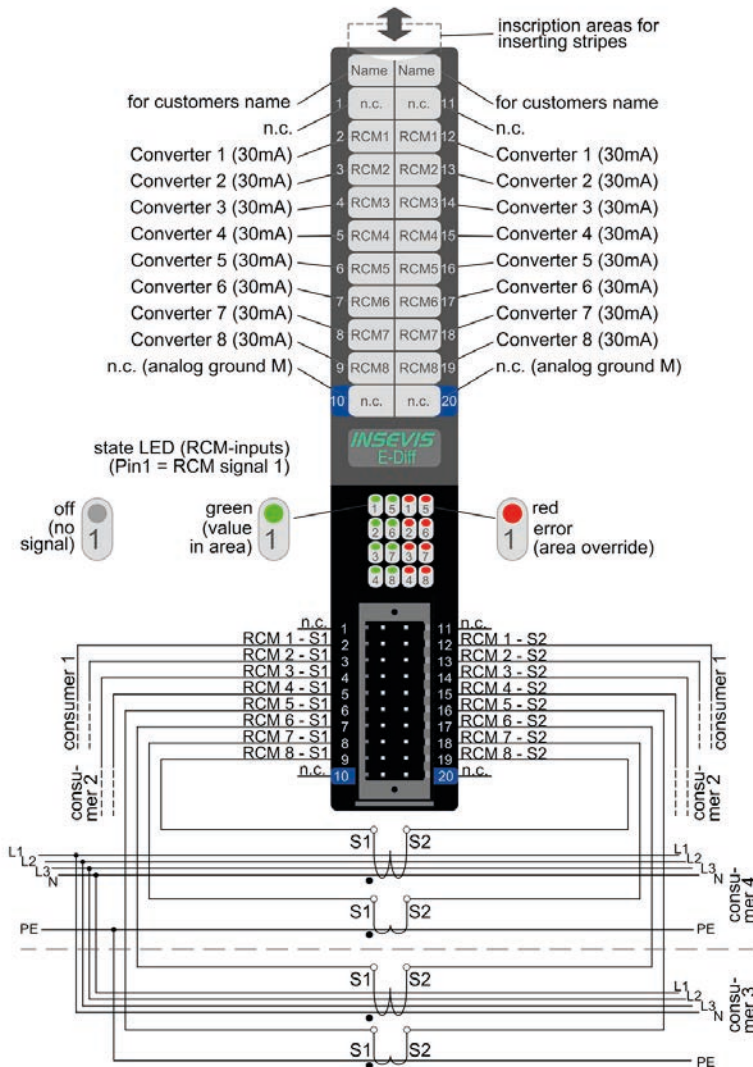 inscription areas for
inserting stripes
Name Name
for customers name
for customers name
1 n.c. n.c. 11
n.c.
n.c.
2 RCM1 RCM1 12
Converter 1 (30mA)
Converter 1 (30mA)
3 RCM2 RCM2 13
Converter 2 (30mA)
Converter 2 (30mA)
4 RCM3 RCM3 14
Converter 3 (30mA)
Converter 3 (30mA)
5 RCM4 RCM4 15
Converter 4 (30mA)
Converter 4 (30mA)
6 RCM5 RCM5 16
Converter 5 (30mA)
Converter 5 (30mA)
7 RCM6 RCM6 17
Converter 6 (30mA)
Converter 6 (30mA)
8 RCM7 RCM7 18
Converter 7 (30mA)
Converter 7 (30mA)
9 RCM8 RCM8 19
Converter 8 (30mA)
Converter 8 (30mA)
10 n.c. n.c. 20
n.c. (analog ground M)
n.c. (analog ground M)
INSEVIS
E-Diff
state LED (RCM-inputs)
(Pin1 = RCM signal 1)
off
(no
signal)
1
green
(value
in area)
1
1 5 1 5
2 6 2 6
3 7 3 7
4 8 4 8
1
red
error
(area override)
n.c. 1 11 n.c.
RCM 1 - S1 2 12 RCM 1 - S2
RCM 2 - S1 3 13 RCM 2 - S2
RCM 3 - S1 4 14 RCM 3 - S2
RCM 4 - S1 5 15 RCM 4 - S2
RCM 5 - S1 6 16 RCM 5 - S2
RCM 6 - S1 7 17 RCM 6 - S2
RCM 7 - S1 8 18 RCM 7 - S2
RCM 8 - S1 9 19 RCM 8 - S2
n.c. 10 20 n.c.
consumer 1
consumer 1
consu-
mer 2
consu-
mer 2
S1 S2
L1 L1
L2 L2
L3 L3
N N
consu-
mer 4
S1 S2
PE PE
S1 S2
L1
L2
L3
N
consu-
mer 3
S1 S2
PE